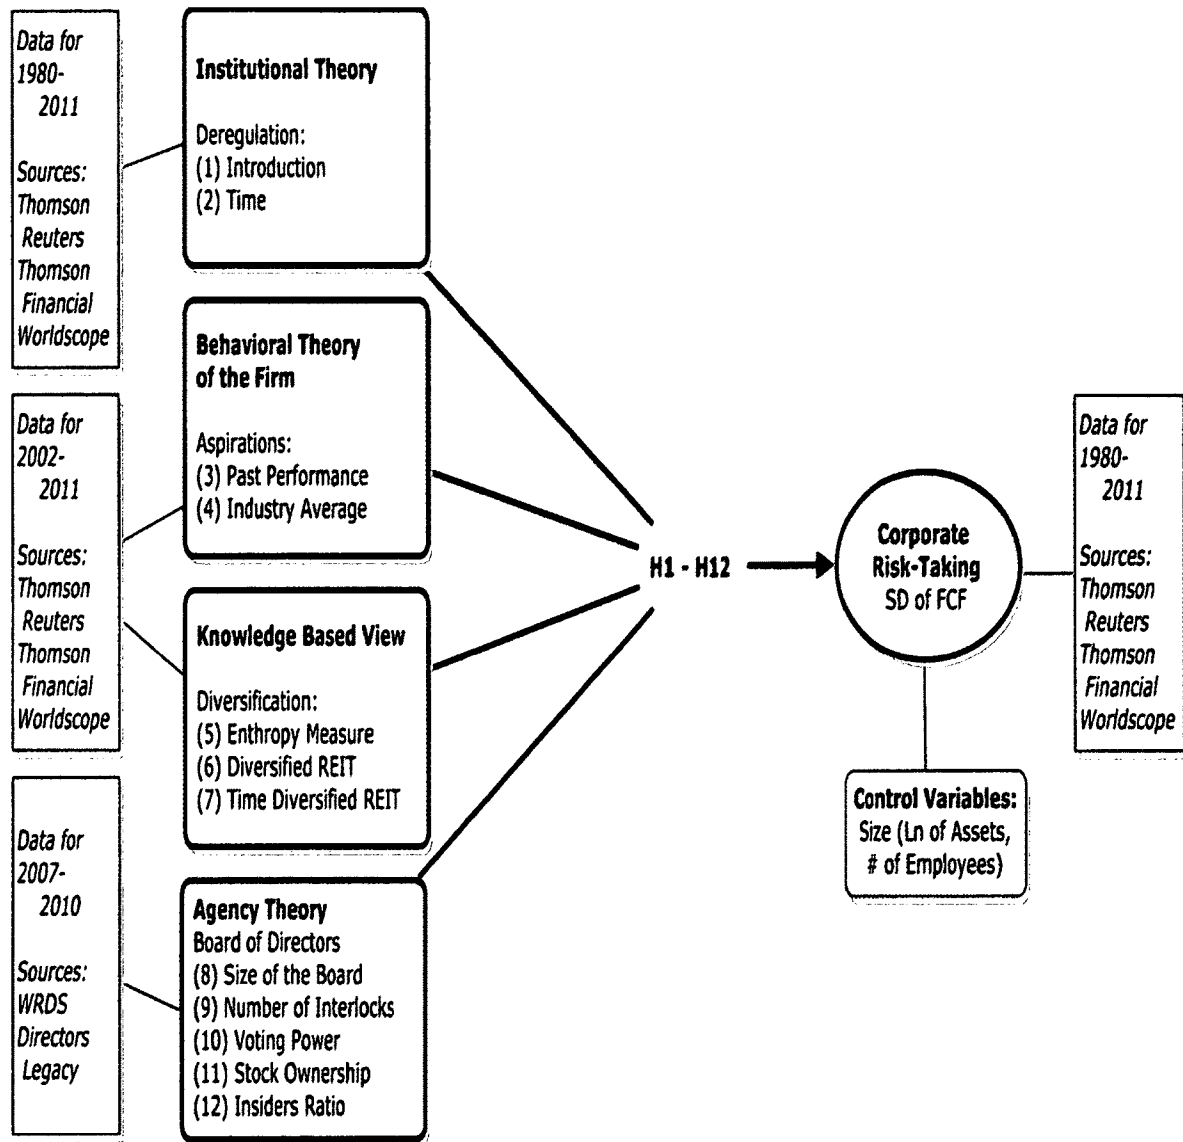 Data for
1980-
2011
Sources:
Thomson
Reuters
Thomson
Financial
Worldscope
Institutional Theory
Deregulation:
(1) Introduction
(2) Time
Behavioral Theory
of the Firm
Aspirations:
(3) Past Performance
(4) Industry Average
Data for
2002-
2011
Sources:
Thomson
Reuters
Thomson
Financial
Worldscope
Knowledge Based View
Diversification:
(5) Enthropy Measure
(6) Diversified REIT
(7) Time Diversified REIT
Data for
2007-
2010
Sources:
WRDS
Directors
Legacy
Agency Theory
Board of Directors
(8) Size of the Board
(9) Number of Interlocks
(10) Voting Power
(11) Stock Ownership
(12) Insiders Ratio
H1 - H12
Corporate
Risk-Taking
SD of FCF
Control Variables:
Size (Ln of Assets,
# of Employees)
Data for
1980-
2011
Sources:
Thomson
Reuters
Thomson
Financial
Worldscope